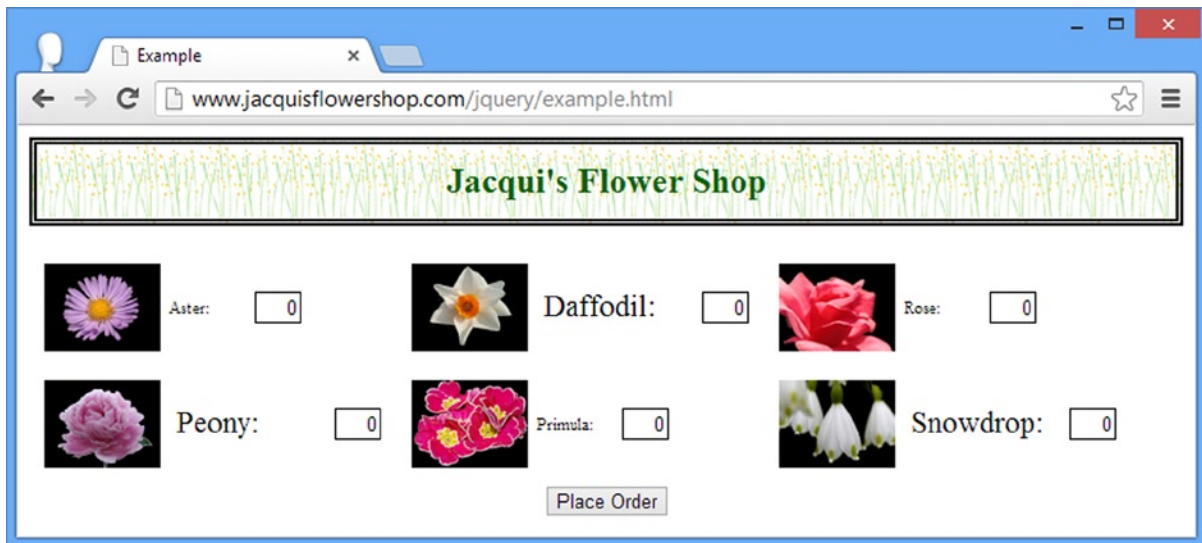 Example
www.jacquisflowershop.com/jquery/example.html
Jacqui's Flower Shop
Aster: 0 Daffodil: 0 Rose: 0
Peony: 0 Primula: 0 Snowdrop: 0
Place Order